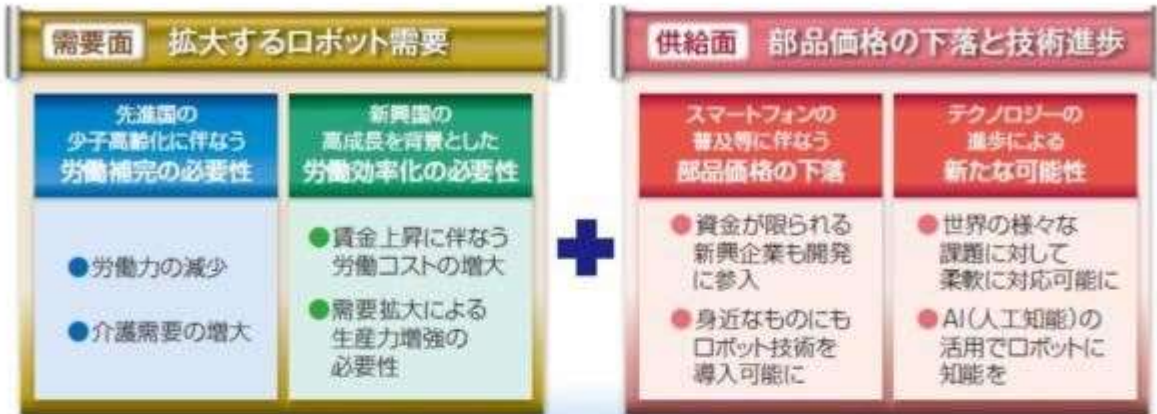 需要面 拡大するロボット需要
先進国の
少子高齢化に伴なう
労働補完の必要性
●労働力の減少
●介護需要の増大
新興国の
高成長を背景とした
労働効率化の必要性
●賃金上昇に伴なう
労働コストの増大
●需要拡大による
生産力増強の
必要性
+
供給面 部品価格の下落と技術進歩
スマートフォンの
普及等に伴なう
部品価格の下落
●資金が限られる
新興企業も開発
に参入
●身近なものにも
ロボット技術を
導入可能に
テクノロジーの
進歩による
新たな可能性
●世界の様々な
課題に対して
柔軟に対応可能に
●AI(人工知能)の
活用でロボットに
知能を